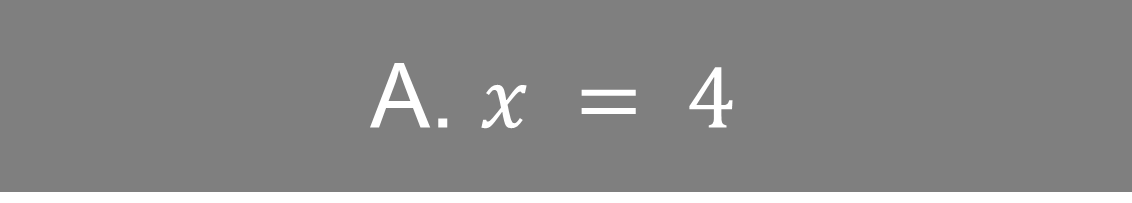 A. x = 4